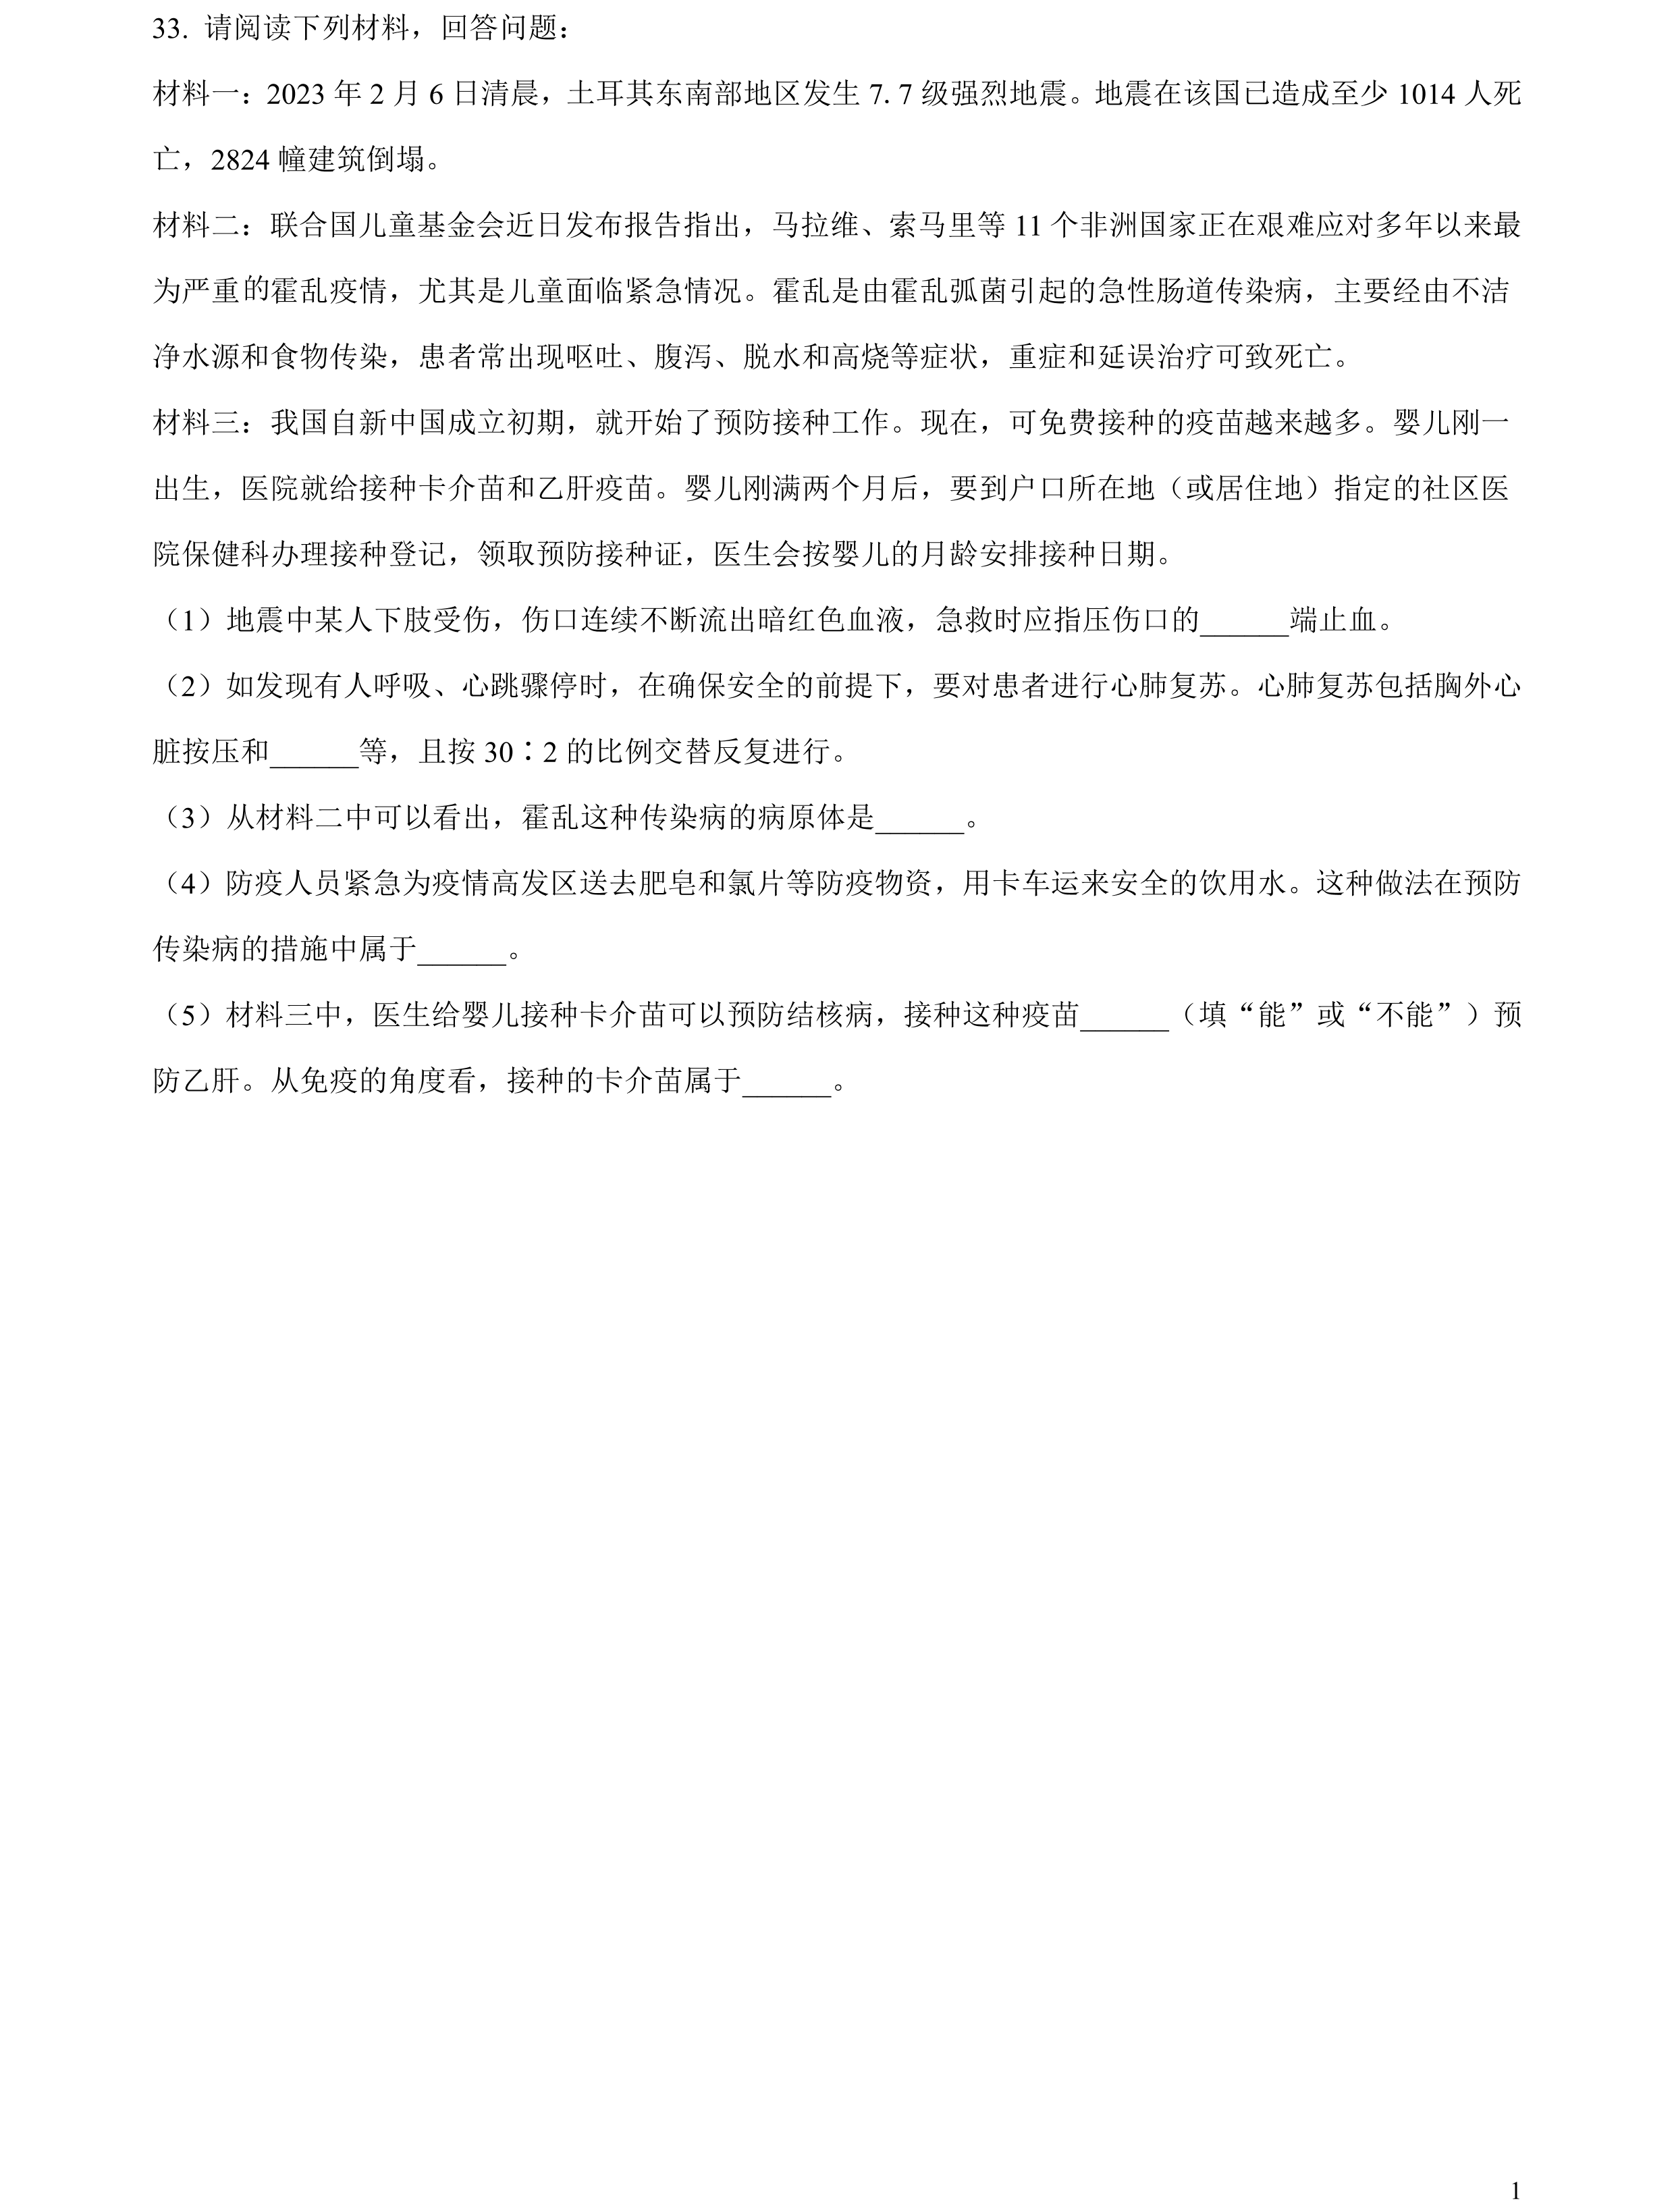 33. 请阅读下列材料，回答问题：
材料一：2023 年 2 月 6 日清晨，土耳其东南部地区发生 7. 7 级强烈地震。地震在该国已造成至少 1014 人死
亡，2824 幢建筑倒塌。
材料二：联合国儿童基金会近日发布报告指出，马拉维、索马里等 11 个非洲国家正在艰难应对多年以来最
为严重的霍乱疫情，尤其是儿童面临紧急情况。霍乱是由霍乱弧菌引起的急性肠道传染病，主要经由不洁
净水源和食物传染，患者常出现呕吐、腹泻、脱水和高烧等症状，重症和延误治疗可致死亡。
材料三：我国自新中国成立初期，就开始了预防接种工作。现在，可免费接种的疫苗越来越多。婴儿刚一
出生，医院就给接种卡介苗和乙肝疫苗。婴儿刚满两个月后，要到户口所在地（或居住地）指定的社区医
院保健科办理接种登记，领取预防接种证，医生会按婴儿的月龄安排接种日期。
（1）地震中某人下肢受伤，伤口连续不断流出暗红色血液，急救时应指压伤口的______端止血。
（2）如发现有人呼吸、心跳骤停时，在确保安全的前提下，要对患者进行心肺复苏。心肺复苏包括胸外心
脏按压和______等，且按 30∶2 的比例交替反复进行。
（3）从材料二中可以看出，霍乱这种传染病的病原体是______。
（4）防疫人员紧急为疫情高发区送去肥皂和氯片等防疫物资，用卡车运来安全的饮用水。这种做法在预防
传染病的措施中属于______。
（5）材料三中，医生给婴儿接种卡介苗可以预防结核病，接种这种疫苗______（填“能”或“不能”）预
防乙肝。从免疫的角度看，接种的卡介苗属于______。
1